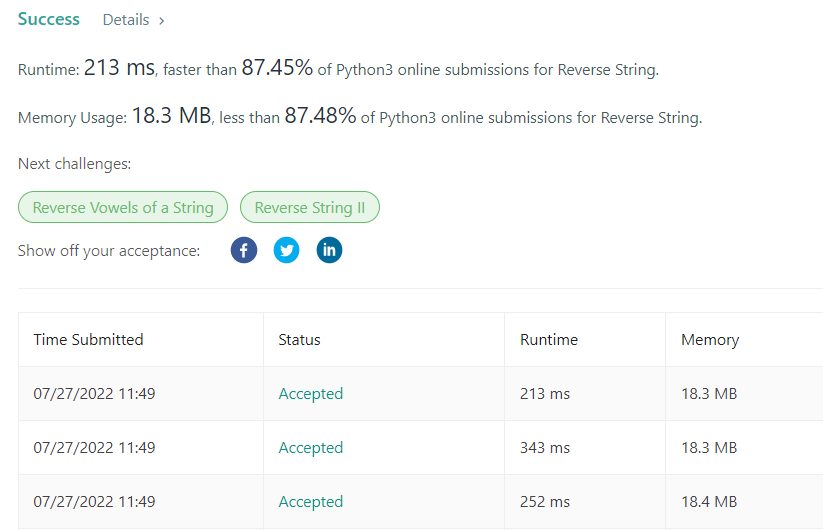 Success Details ›
Runtime: 213 ms, faster than 87.45% of Python3 online submissions for Reverse String.
Memory Usage: 18.3 MB, less than 87.48% of Python3 online submissions for Reverse String.
Next challenges:
Reverse Vowels of a String Reverse String II
Show off your acceptance: f in
Time Submitted Status Runtime Memory
07/27/2022 11:49 Accepted 213 ms 18.3 MB
07/27/2022 11:49 Accepted 343 ms 18.3 MB
07/27/2022 11:49 Accepted 252 ms 18.4 MB